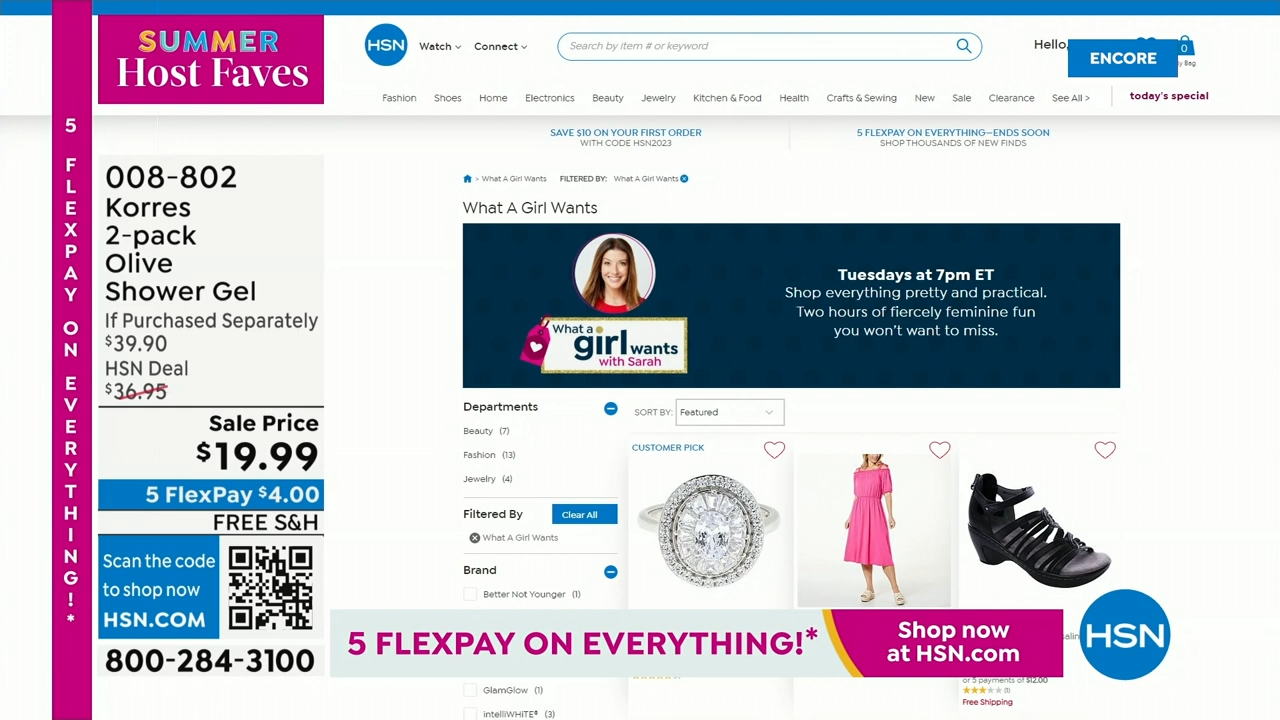 SUMMER
Host Faves
5 FLEXPAY ON EVERYTHING!*
008-802
Korres
2-pack
Olive
Shower Gel
If Purchased Separately
$39.90
HSN Deal
$36.95
Sale Price
$19.99
5 FlexPay $4.00
FREE S&H
Scan the code
to shop now
HSN.COM
800-284-3100
HSN
Watch
Connect
Search by item # or keyword
Hello,
ENCORE
0
Bag
Fashion Shoes Home Electronics Beauty Jewelry Kitchen & Food Health Crafts & Sewing New Sale Clearance See All > today's special
SAVE $10 ON YOUR FIRST ORDER
WITH CODE HSN2023
5 FLEXPAY ON EVERYTHING—ENDS SOON
SHOP THOUSANDS OF NEW FINDS
> What A Girl Wants FILTERED BY: What A Girl Wants
What A Girl Wants
What a
girl wants
with Sarah
Tuesdays at 7pm ET
Shop everything pretty and practical.
Two hours of fiercely feminine fun
you won't want to miss.
Departments
Beauty (7)
Fashion (13)
Jewelry (4)
Filtered By Clear All
What A Girl Wants
Brand
Better Not Younger (1)
GlamGlow (1)
intelliWHiTE® (3)
SORT BY: Featured
CUSTOMER PICK
or 5 payments of $12.00
(1)
Free Shipping
5 FLEXPAY ON EVERYTHING!*
Shop now
at HSN.com
HSN